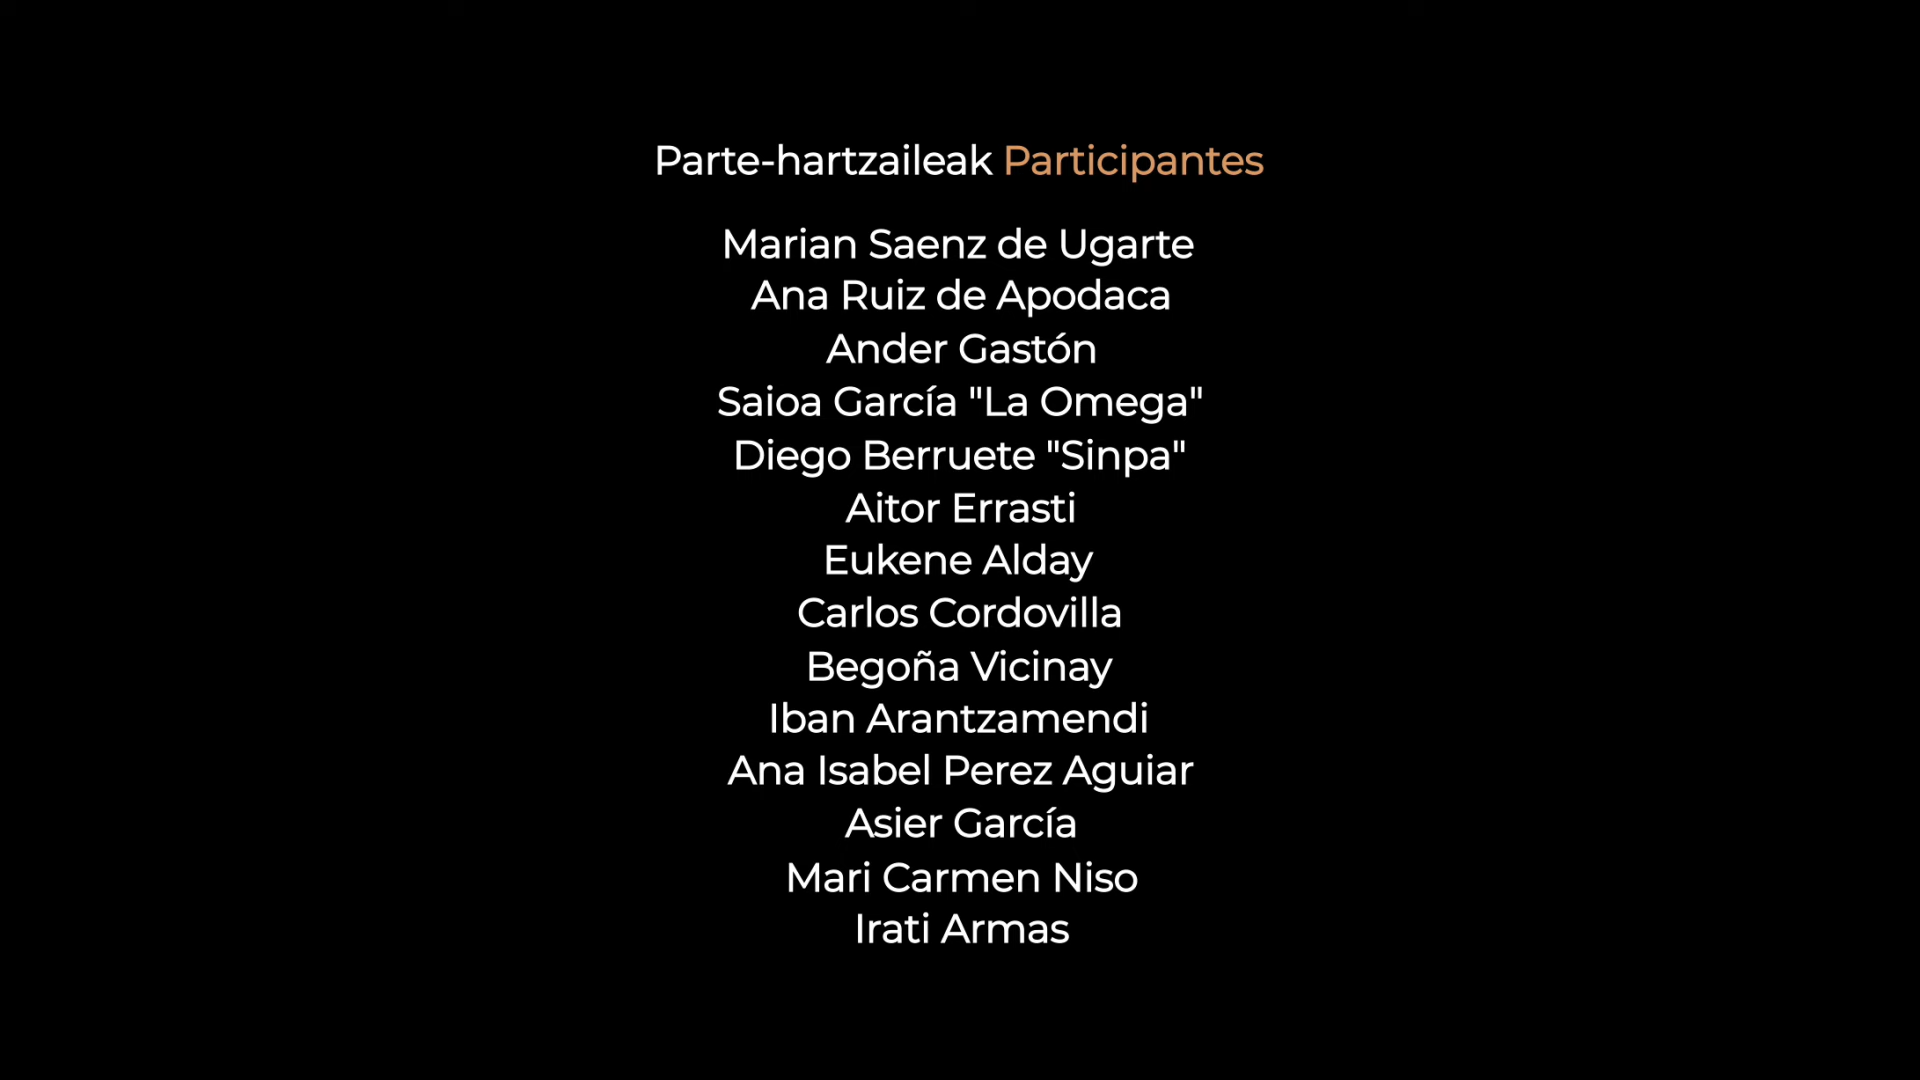 Parte-hartzaileak Participantes
Marian Saenz de Ugarte
Ana Ruiz de Apodaca
Ander Gastón
Saioa García "La Omega"
Diego Berruete "Sinpa"
Aitor Errasti
Eukene Alday
Carlos Cordovilla
Begoña Vicinay
Iban Arantzamendi
Ana Isabel Perez Aguiar
Asier García
Mari Carmen Niso
Irati Armas